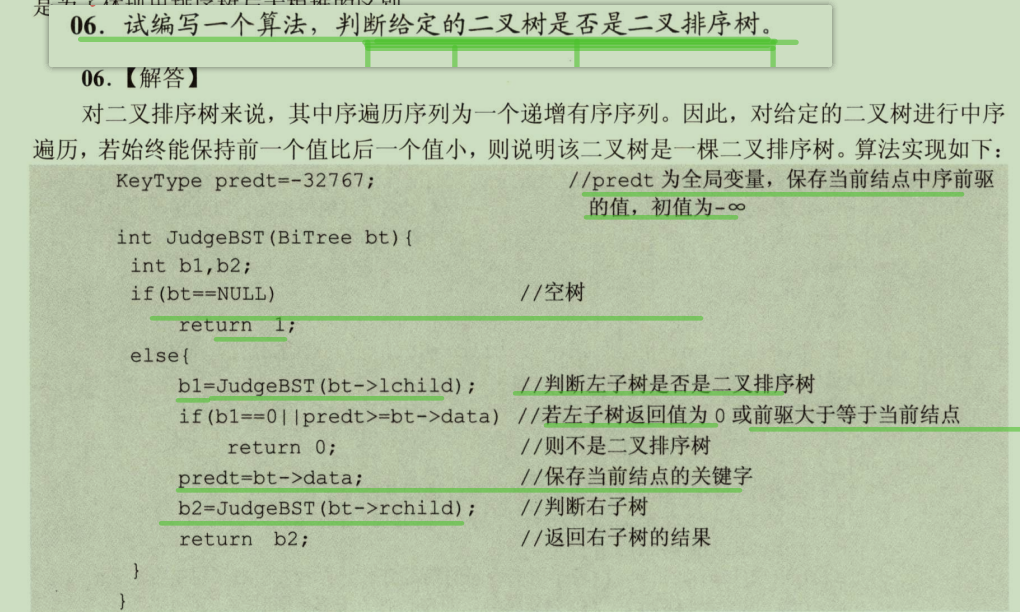 06. 试编写一个算法，判断给定的二叉树是否是二叉排序树。
06.【解答】
对二叉排序树来说，其中序遍历序列为一个递增有序序列。因此，对给定的二叉树进行中序
遍历，若始终能保持前一个值比后一个值小，则说明该二叉树是一棵二叉排序树。算法实现如下：
KeyType predt=-32767; //predt 为全局变量，保存当前结点中序前驱
的值，初值为-∞
int JudgeBST(BiTree bt){
int b1,b2;
if(bt==NULL) //空树
return 1;
else{
b1=JudgeBST(bt->lchild); //判断左子树是否是二叉排序树
if(b1==0||predt>=bt->data) //若左子树返回值为 0 或前驱大于等于当前结点
return 0; //则不是二叉排序树
predt=bt->data; //保存当前结点的关键字
b2=JudgeBST(bt->rchild); //判断右子树
return b2; //返回右子树的结果
}
}